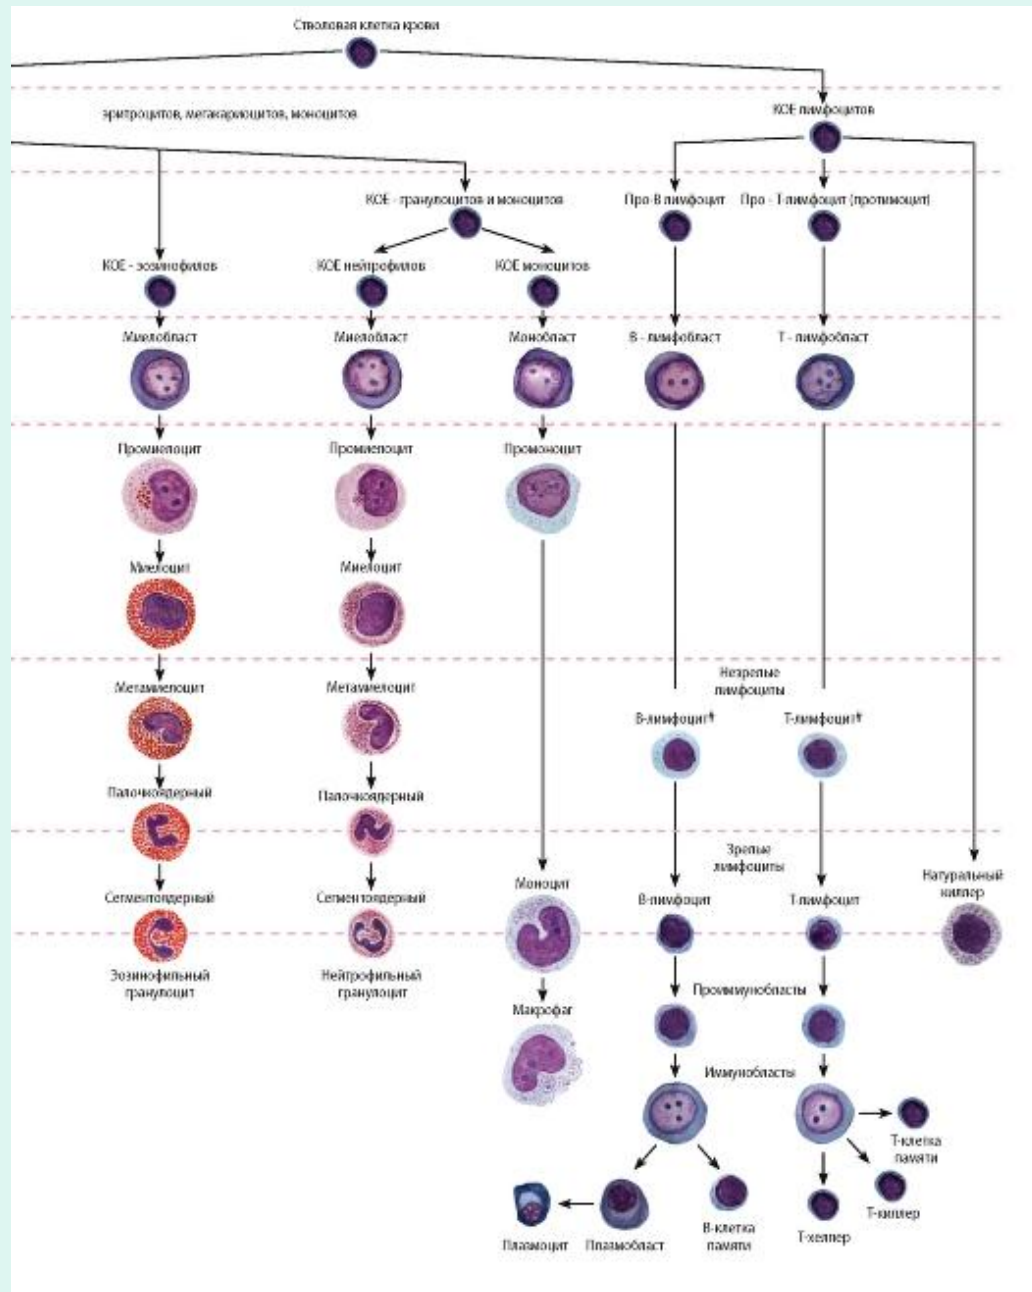 Стволовая клетка крови
КОЕ лимфоцитов
эритроцитов, мегакариоцитов, моноцитов
КОЕ - гранулоцитов и моноцитов
Про-В лимфоцит
Про - Т-лимфоцит (протимоцит)
КОЕ - эозинофилов
КОЕ нейтрофилов
КОЕ моноцитов
Миелобласт
Миелобласт
Монобласт
В - лимфобласт
Т - лимфобласт
Промиелоцит
Промиелоцит
Промоноцит
Миелоцит
Миелоцит
Незрелые
лимфоциты
Метамиелоцит
Метамиелоцит
В-лимфоцит†
Т-лимфоцит†
Палочкоядерный
Палочкоядерный
Зрелые
лимфоциты
Натуральный
киллер
Моноцит
Сегментоядерный
Сегментоядерный
В-лимфоцит
Т-лимфоцит
Эозинофильный
гранулоцит
Нейтрофильный
гранулоцит
Проиммунобласты
Макрофаг
Иммунобласты
Т-клетка
памяти
Т-киллер
Т-хелпер
В-клетка
памяти
Плазмоцит
Плазмобласт